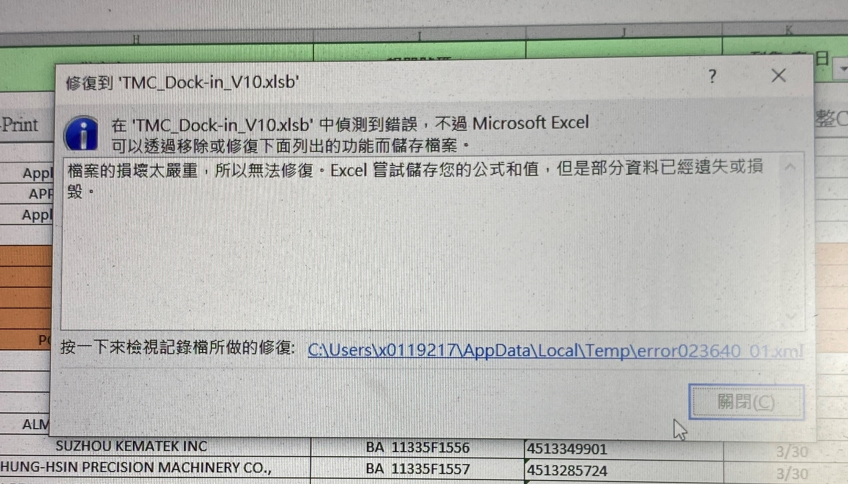 H I J K
日
修復到 'TMC_Dock-in_V10.xlsb' ?
Print
整C
在 'TMC_Dock-in_V10.xlsb' 中偵測到錯誤，不過 Microsoft Excel
可以透過移除或修復下面列出的功能而儲存檔案。
檔案的損壞太嚴重，所以無法修復。Excel 嘗試儲存您的公式和值，但是部分資料已經遺失或損
毀。
Appl
APP
Appl
PO
按一下來檢視記錄檔所做的修復: C:\Users\x0119217\AppData\Local\Temp\error023640_01.xml
關閉(C)
ALM
SUZHOU KEMATEK INC BA 11335F1556 4513349901 3/30
HUNG-HSIN PRECISION MACHINERY CO., BA 11335F1557 4513285724 3/30